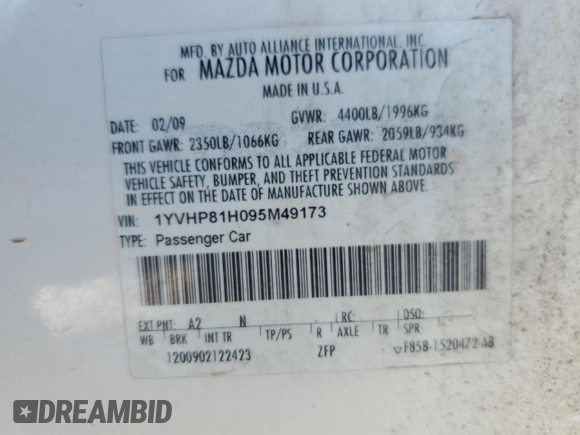 MFD. BY AUTO ALLIANCE INTERNATIONAL, INC.
FOR MAZDA MOTOR CORPORATION
MADE IN U.S.A.
DATE: 02/09 GVWR: 4400LB/1996KG
FRONT GAWR: 2350LB/1066KG REAR GAWR: 2059LB/934KG
THIS VEHICLE CONFORMS TO ALL APPLICABLE FEDERAL MOTOR
VEHICLE SAFETY, BUMPER, AND THEFT PREVENTION STANDARDS
IN EFFECT ON THE DATE OF MANUFACTURE SHOWN ABOVE.
VIN: 1YVHP81H095M49173
TYPE: Passenger Car
EXT PNT: A2 N RC: DSO:
WB BRK INT TR TP/PS R AXLE TR SPR
1200902122423 ZFP F85B-1520472-AB
DREAMBID